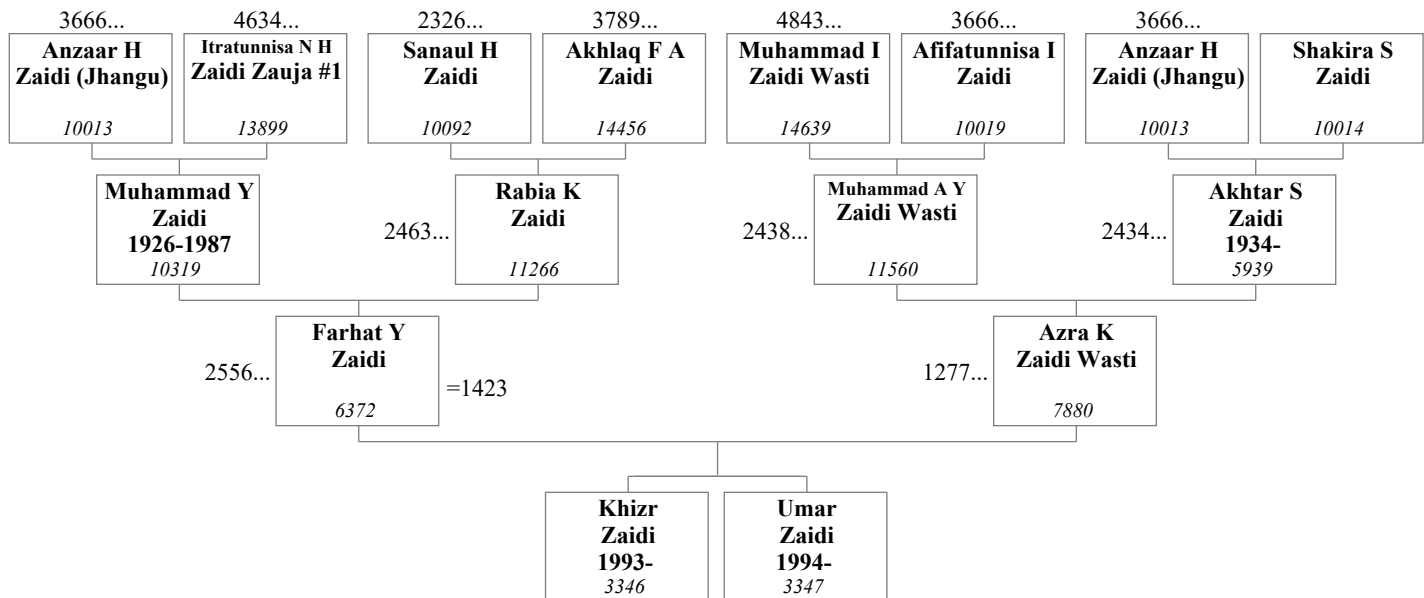 3666...
4634...
2326...
3789...
4843...
3666...
3666...
Anzaar H
Zaidi (Jhangu)
10013
Itratunnisa N H
Zaidi Zauja #1
13899
Sanaul H
Zaidi
10092
Akhlaq F A
Zaidi
14456
Muhammad I
Zaidi Wasti
14639
Afifatunnisa I
Zaidi
10019
Anzaar H
Zaidi (Jhangu)
10013
Shakira S
Zaidi
10014
Muhammad Y
Zaidi
1926-1987
10319
2463...
Rabia K
Zaidi
11266
2438...
Muhammad A Y
Zaidi Wasti
11560
2434...
Akhtar S
Zaidi
1934-
5939
2556...
Farhat Y
Zaidi
6372
=1423
1277...
Azra K
Zaidi Wasti
7880
Khizr
Zaidi
1993-
3346
Umar
Zaidi
1994-
3347